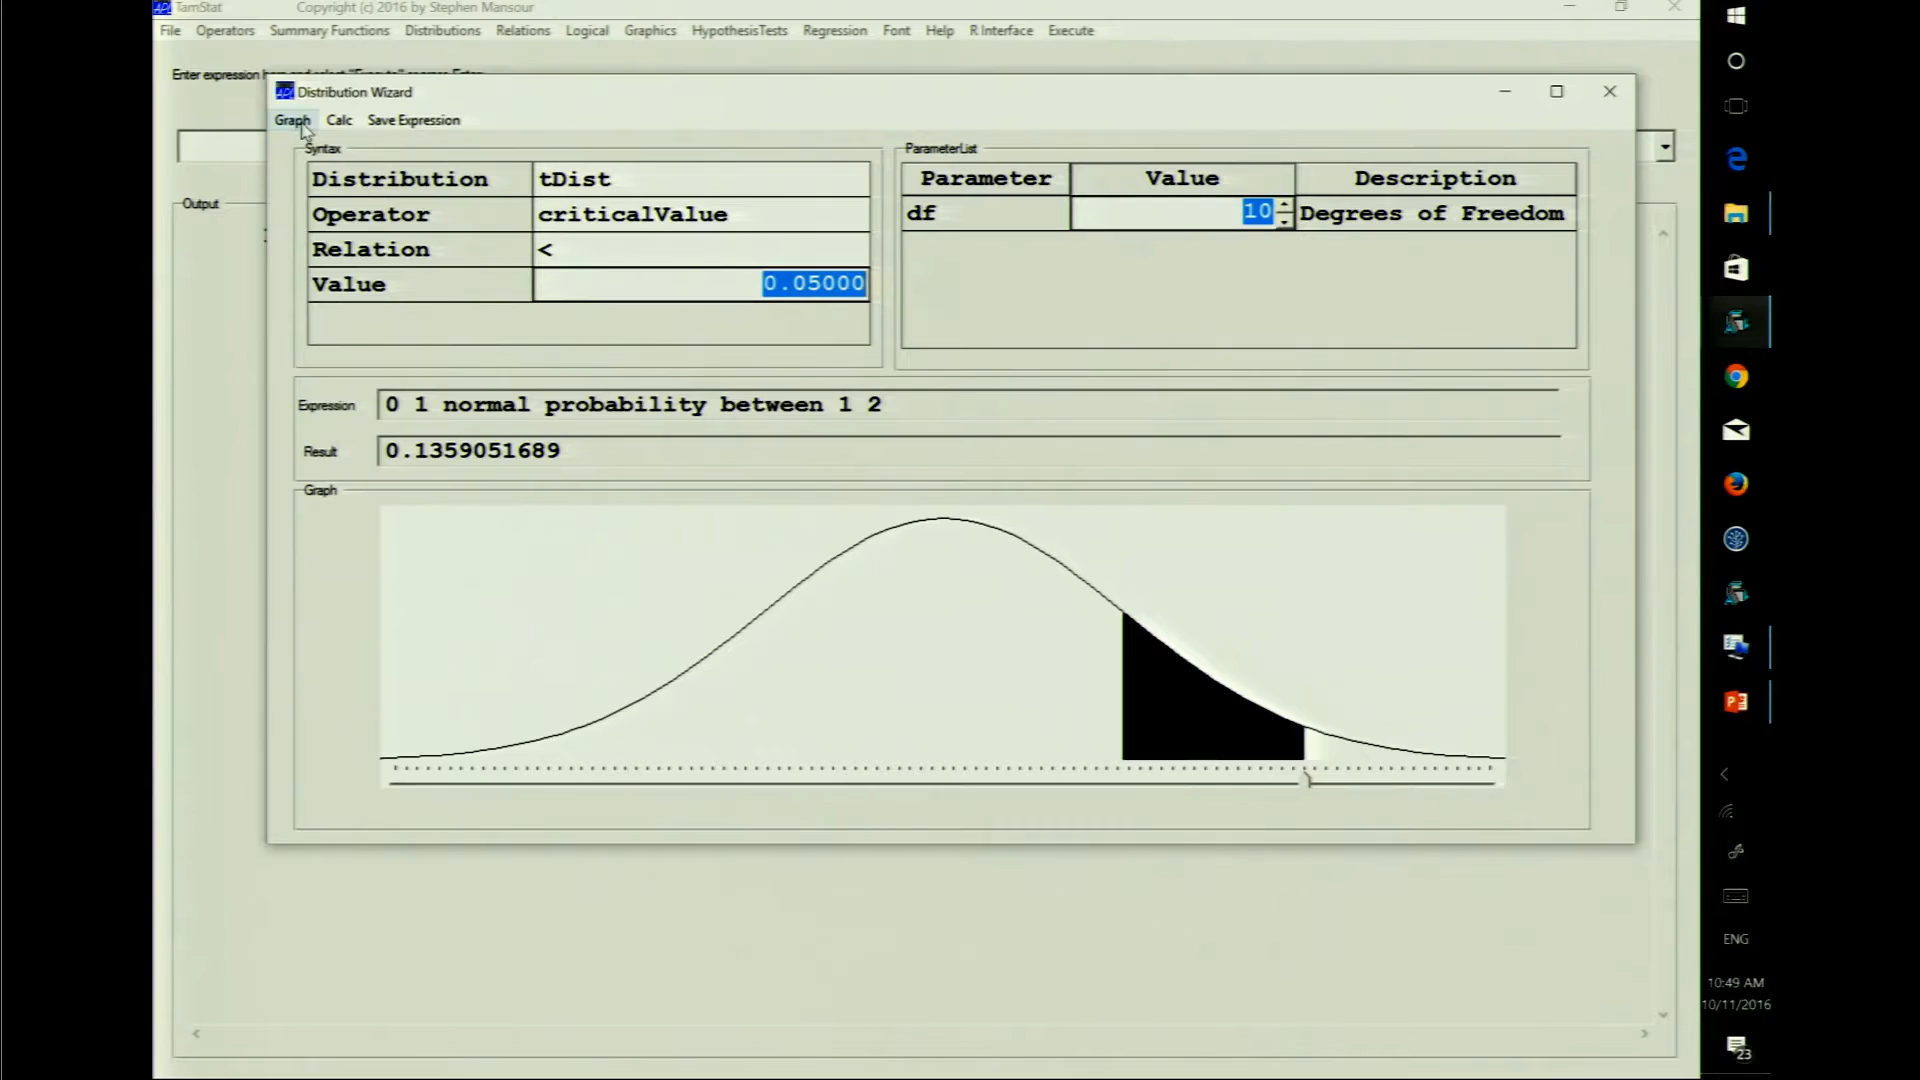 TamStat Copyright (c) 2016 by Stephen Mansour
File Operators Summary Functions Distributions Relations Logical Graphics HypothesisTests Regression Font Help R Interface Execute
Enter expression
Distribution Wizard
Graph Calc Save Expression
Syntax
Distribution tDist
Operator criticalValue
Relation <
Value 0.05000
ParameterList
Parameter Value Description
df 10 Degrees of Freedom
Output
Expression 0 1 normal probability between 1 2
Result 0.1359051689
Graph
ENG
10:49 AM
10/11/2016
23